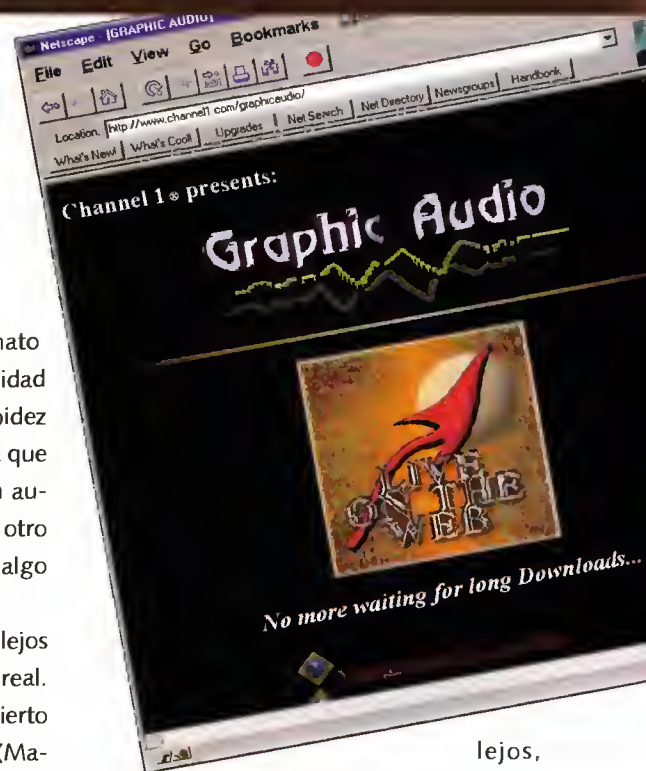 Netscape - [GRAPHIC AUDIO]
File Edit View Go Bookmarks
Location: http://www.channel1.com/graphicaudio/
What's New! What's Cool! Upgrades Net Search Net Directory Newsgroups Handbook
Channel 1® presents:
Graphic Audio
LIVE
ON THE
WEB
No more waiting for long Downloads...
nato
idad
pidez
que
n au-
otro
algo
lejos
real.
ierto
(Ma-
lejos,